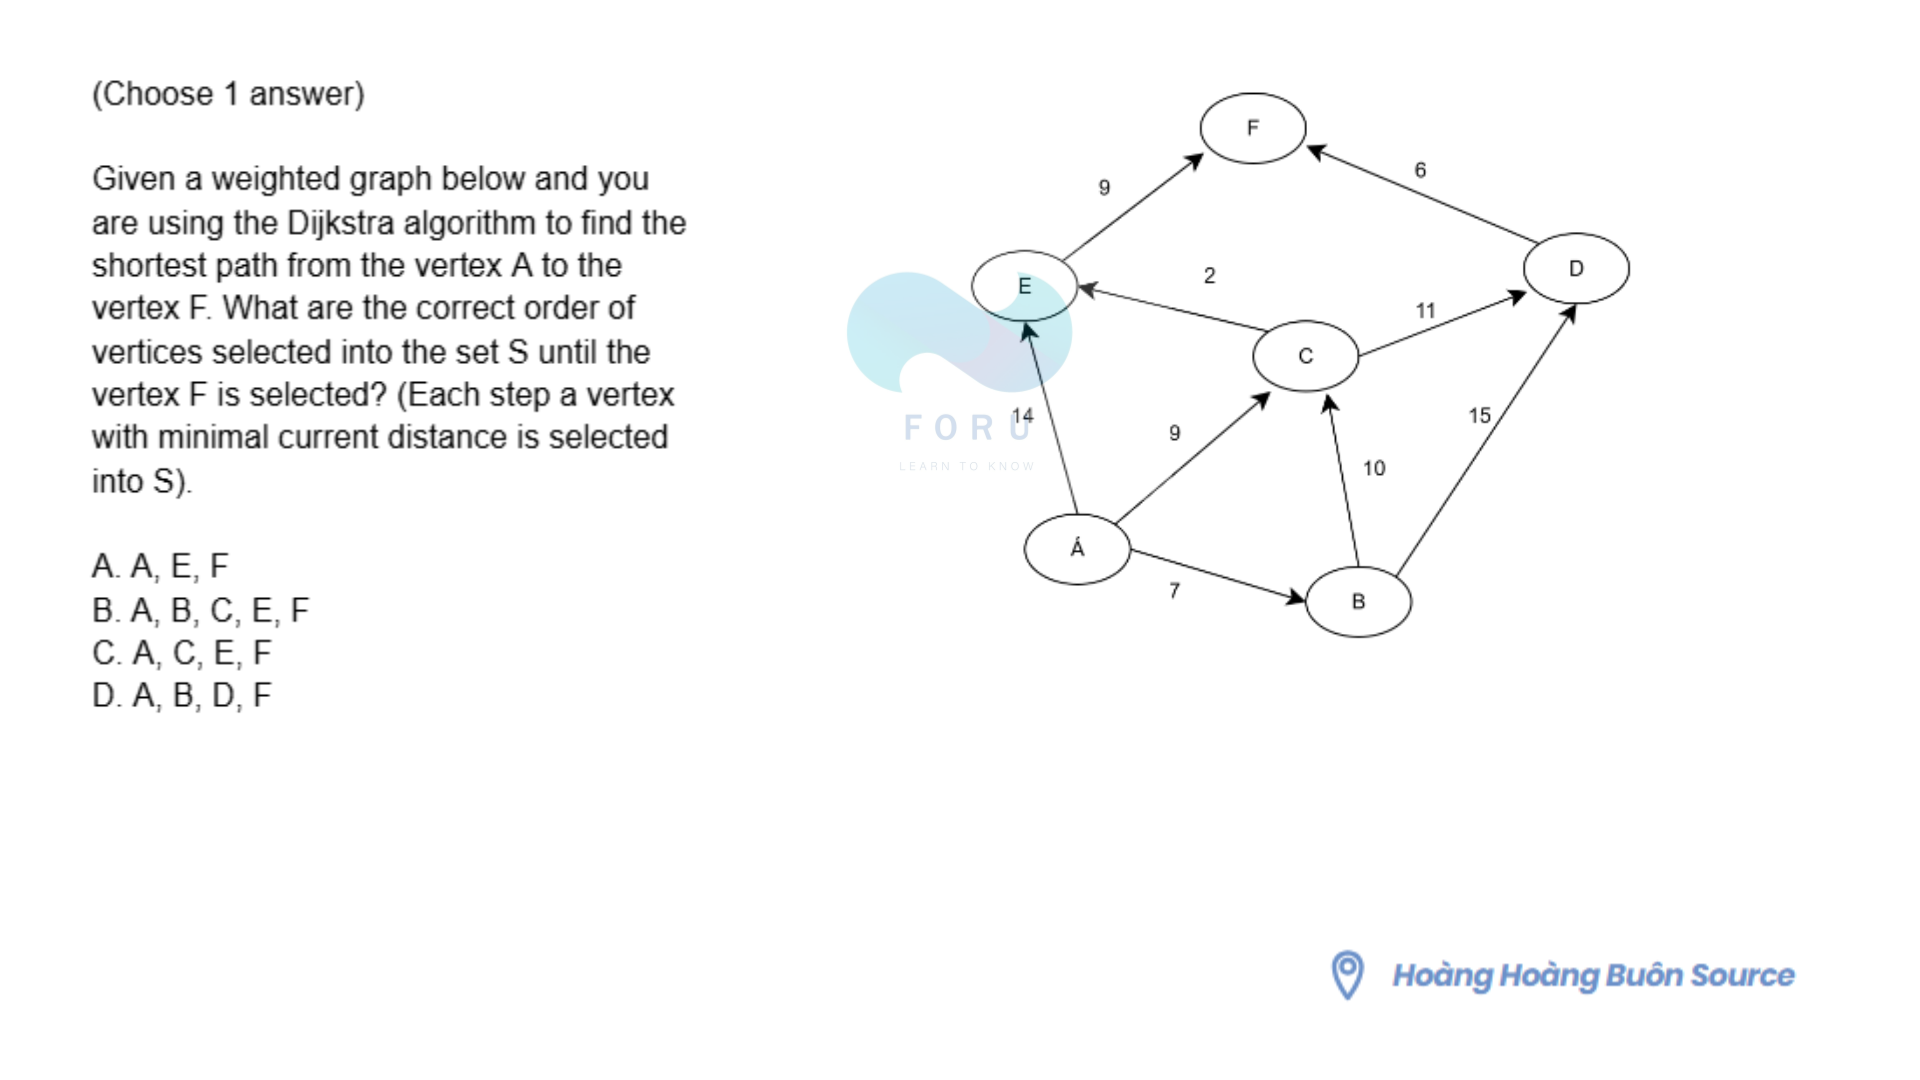 (Choose 1 answer)
Given a weighted graph below and you
are using the Dijkstra algorithm to find the
shortest path from the vertex A to the
vertex F. What are the correct order of
vertices selected into the set S until the
vertex F is selected? (Each step a vertex
with minimal current distance is selected
into S).
A. A, E, F
B. A, B, C, E, F
C. A, C, E, F
D. A, B, D, F
F
9
6
E
2
D
11
C
14
9
15
10
Á
7
B
FORU
LEARN TO KNOW
Hoàng Hoàng Buôn Source